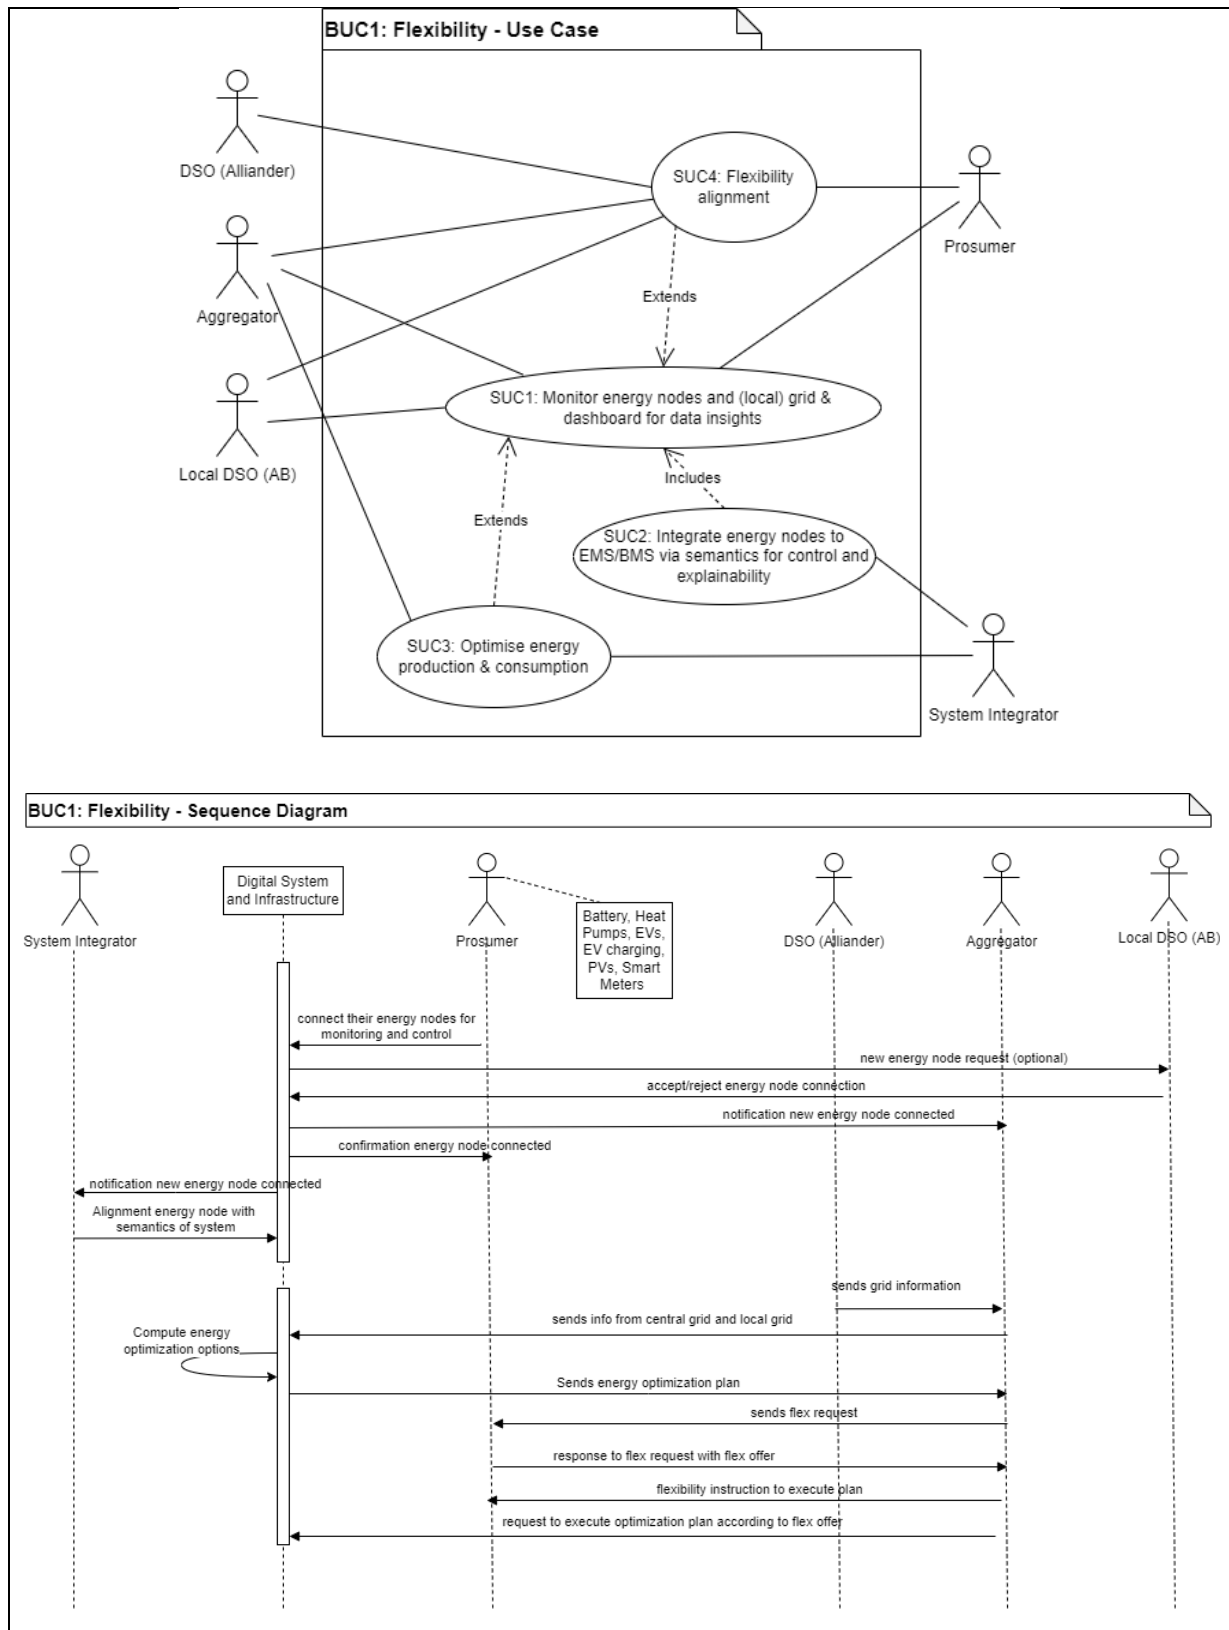 BUC1: Flexibility - Use Case
DSO (Alliander)
SUC4: Flexibility
alignment
Prosumer
Aggregator
Extends
SUC1: Monitor energy nodes and (local) grid &
dashboard for data insights
Local DSO (AB)
Includes
Extends
SUC2: Integrate energy nodes to
EMS/BMS via semantics for control and
explainability
SUC3: Optimise energy
production & consumption
System Integrator
BUC1: Flexibility - Sequence Diagram
System Integrator
Digital System
and Infrastructure
Prosumer
Battery, Heat
Pumps, EVs,
EV charging,
PVs, Smart
Meters
DSO (Alliander)
Aggregator
Local DSO (AB)
connect their energy nodes for
monitoring and control
new energy node request (optional)
accept/reject energy node connection
notification new energy node connected
confirmation energy node connected
notification new energy node connected
Alignment energy node with
semantics of system
sends grid information
sends info from central grid and local grid
Compute energy
optimization options
Sends energy optimization plan
sends flex request
response to flex request with flex offer
flexibility instruction to execute plan
request to execute optimization plan according to flex offer